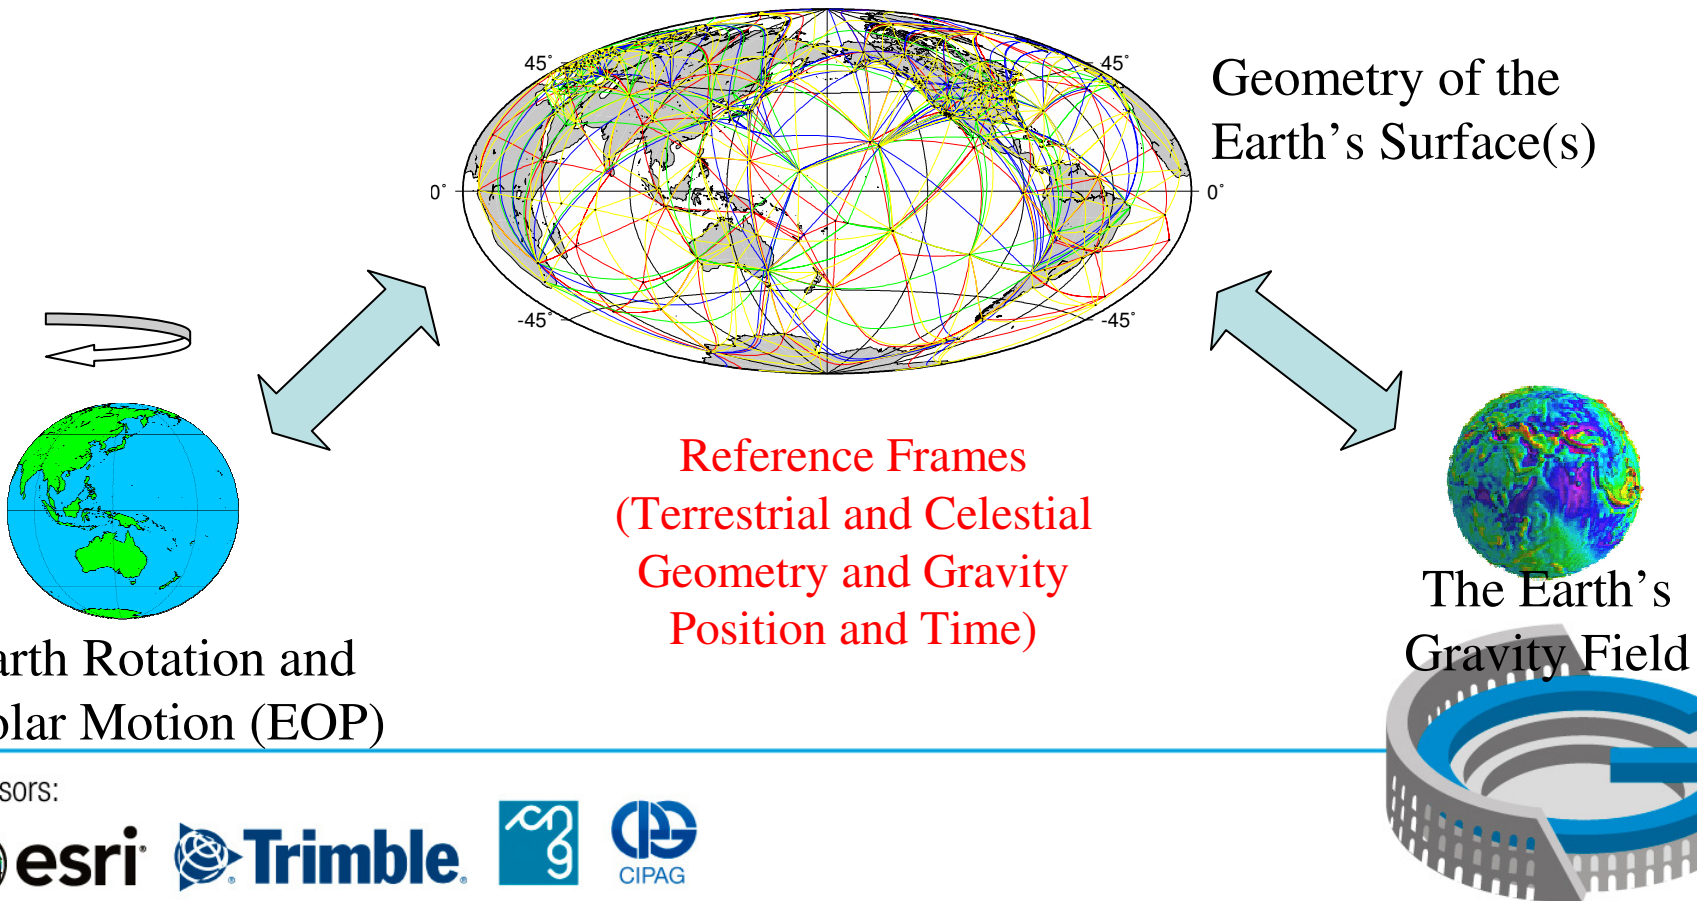 45°
45°
Geometry of the
Earth’s Surface(s)
0°
0°
-45°
-45°
Reference Frames
(Terrestrial and Celestial
Geometry and Gravity
Position and Time)
The Earth’s
Gravity Field
arth Rotation and
olar Motion (EOP)
sors:
esri
Trimble
cng
CIPAG